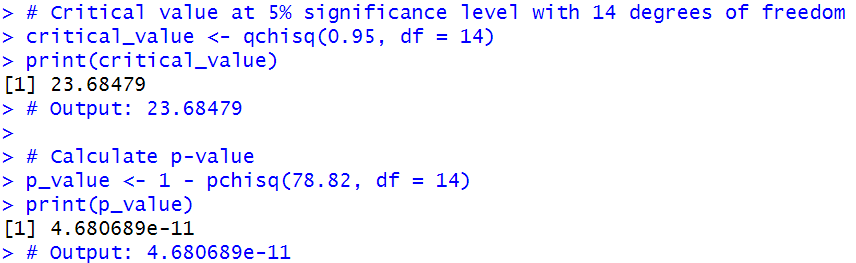 > # Critical value at 5% significance level with 14 degrees of freedom
> critical_value <- qchisq(0.95, df = 14)
> print(critical_value)
[1] 23.68479
> # Output: 23.68479
>
> # Calculate p-value
> p_value <- 1 - pchisq(78.82, df = 14)
> print(p_value)
[1] 4.680689e-11
> # Output: 4.680689e-11